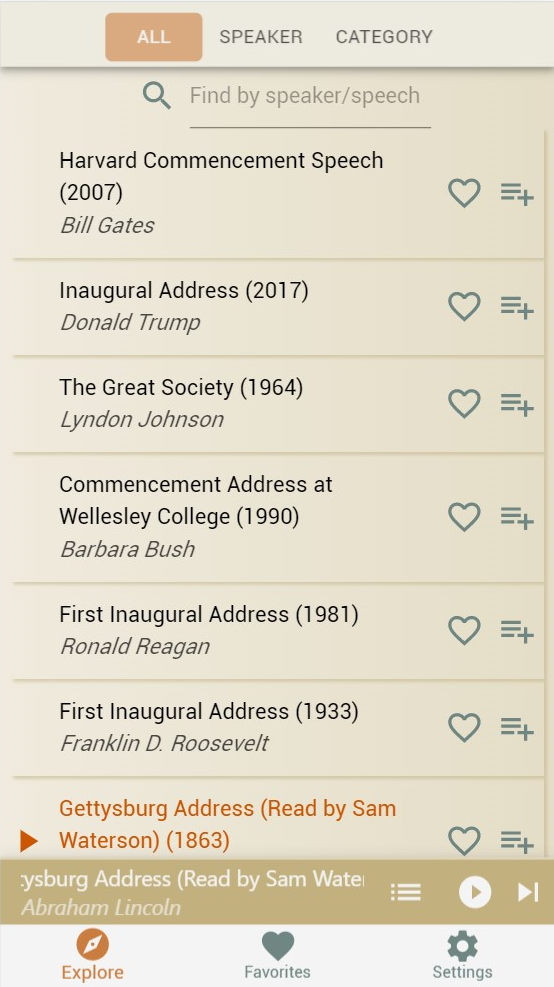 ALL SPEAKER CATEGORY
Find by speaker/speech
Harvard Commencement Speech
(2007)
Bill Gates
Inaugural Address (2017)
Donald Trump
The Great Society (1964)
Lyndon Johnson
Commencement Address at
Wellesley College (1990)
Barbara Bush
First Inaugural Address (1981)
Ronald Reagan
First Inaugural Address (1933)
Franklin D. Roosevelt
Gettysburg Address (Read by Sam
Waterson) (1863)
ysburg Address (Read by Sam Wate
Abraham Lincoln
Explore Favorites Settings